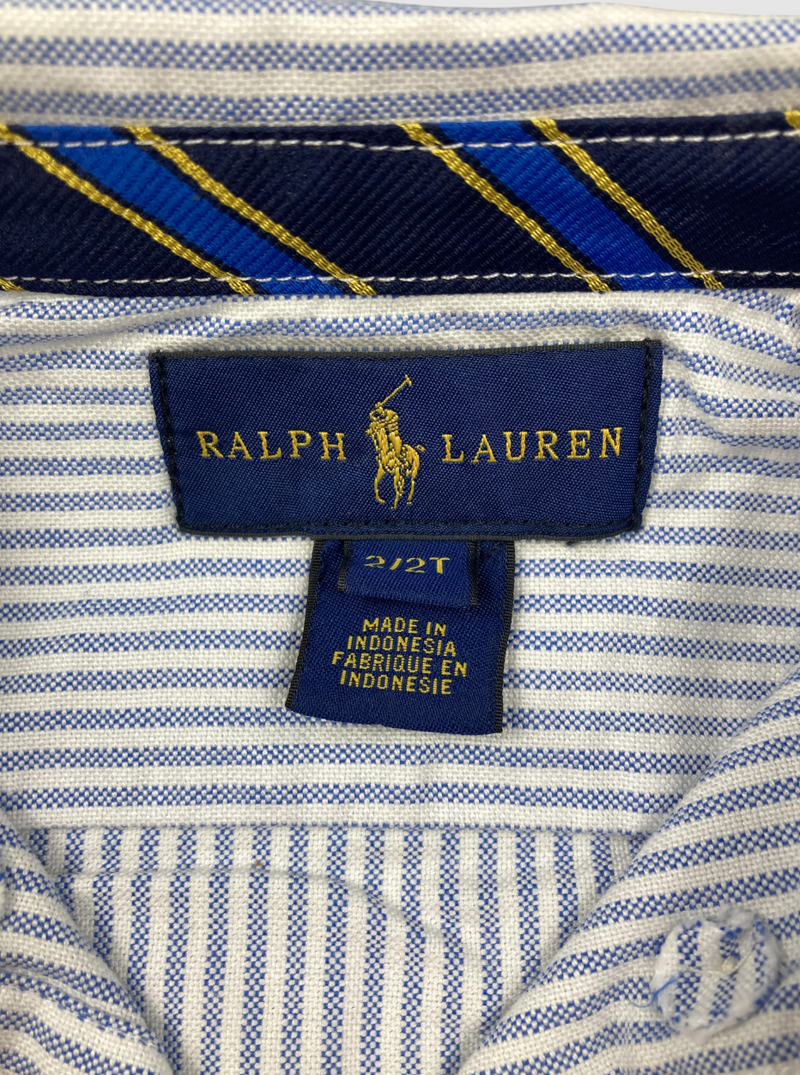 RALPH LAUREN
2/2T
MADE IN
INDONESIA
FABRIQUE EN
INDONESIE